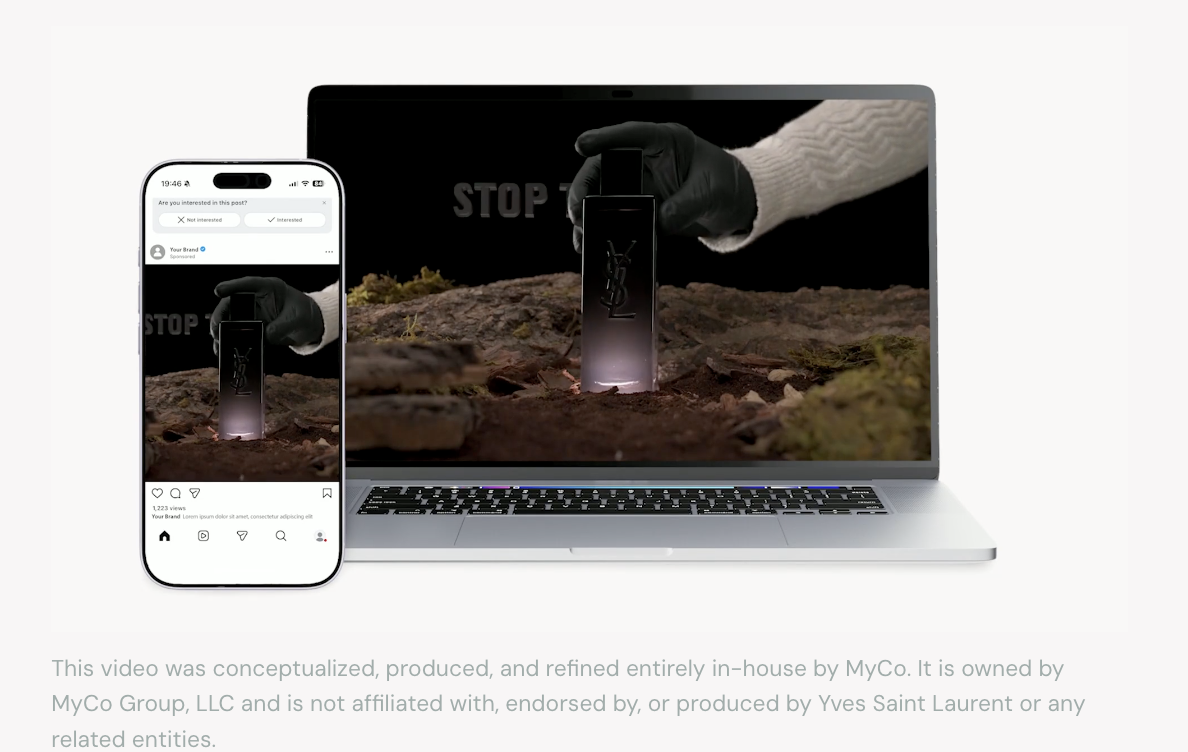 STOP T
YSL
19:46
84
Are you interested in this post?
Not interested
Interested
Your Brand
Sponsored
STOP T
YSL
1,223 views
Your Brand Lorem ipsum dolor sit amet, consectetur adipiscing elit
This video was conceptualized, produced, and refined entirely in-house by MyCo. It is owned by
MyCo Group, LLC and is not affiliated with, endorsed by, or produced by Yves Saint Laurent or any
related entities.